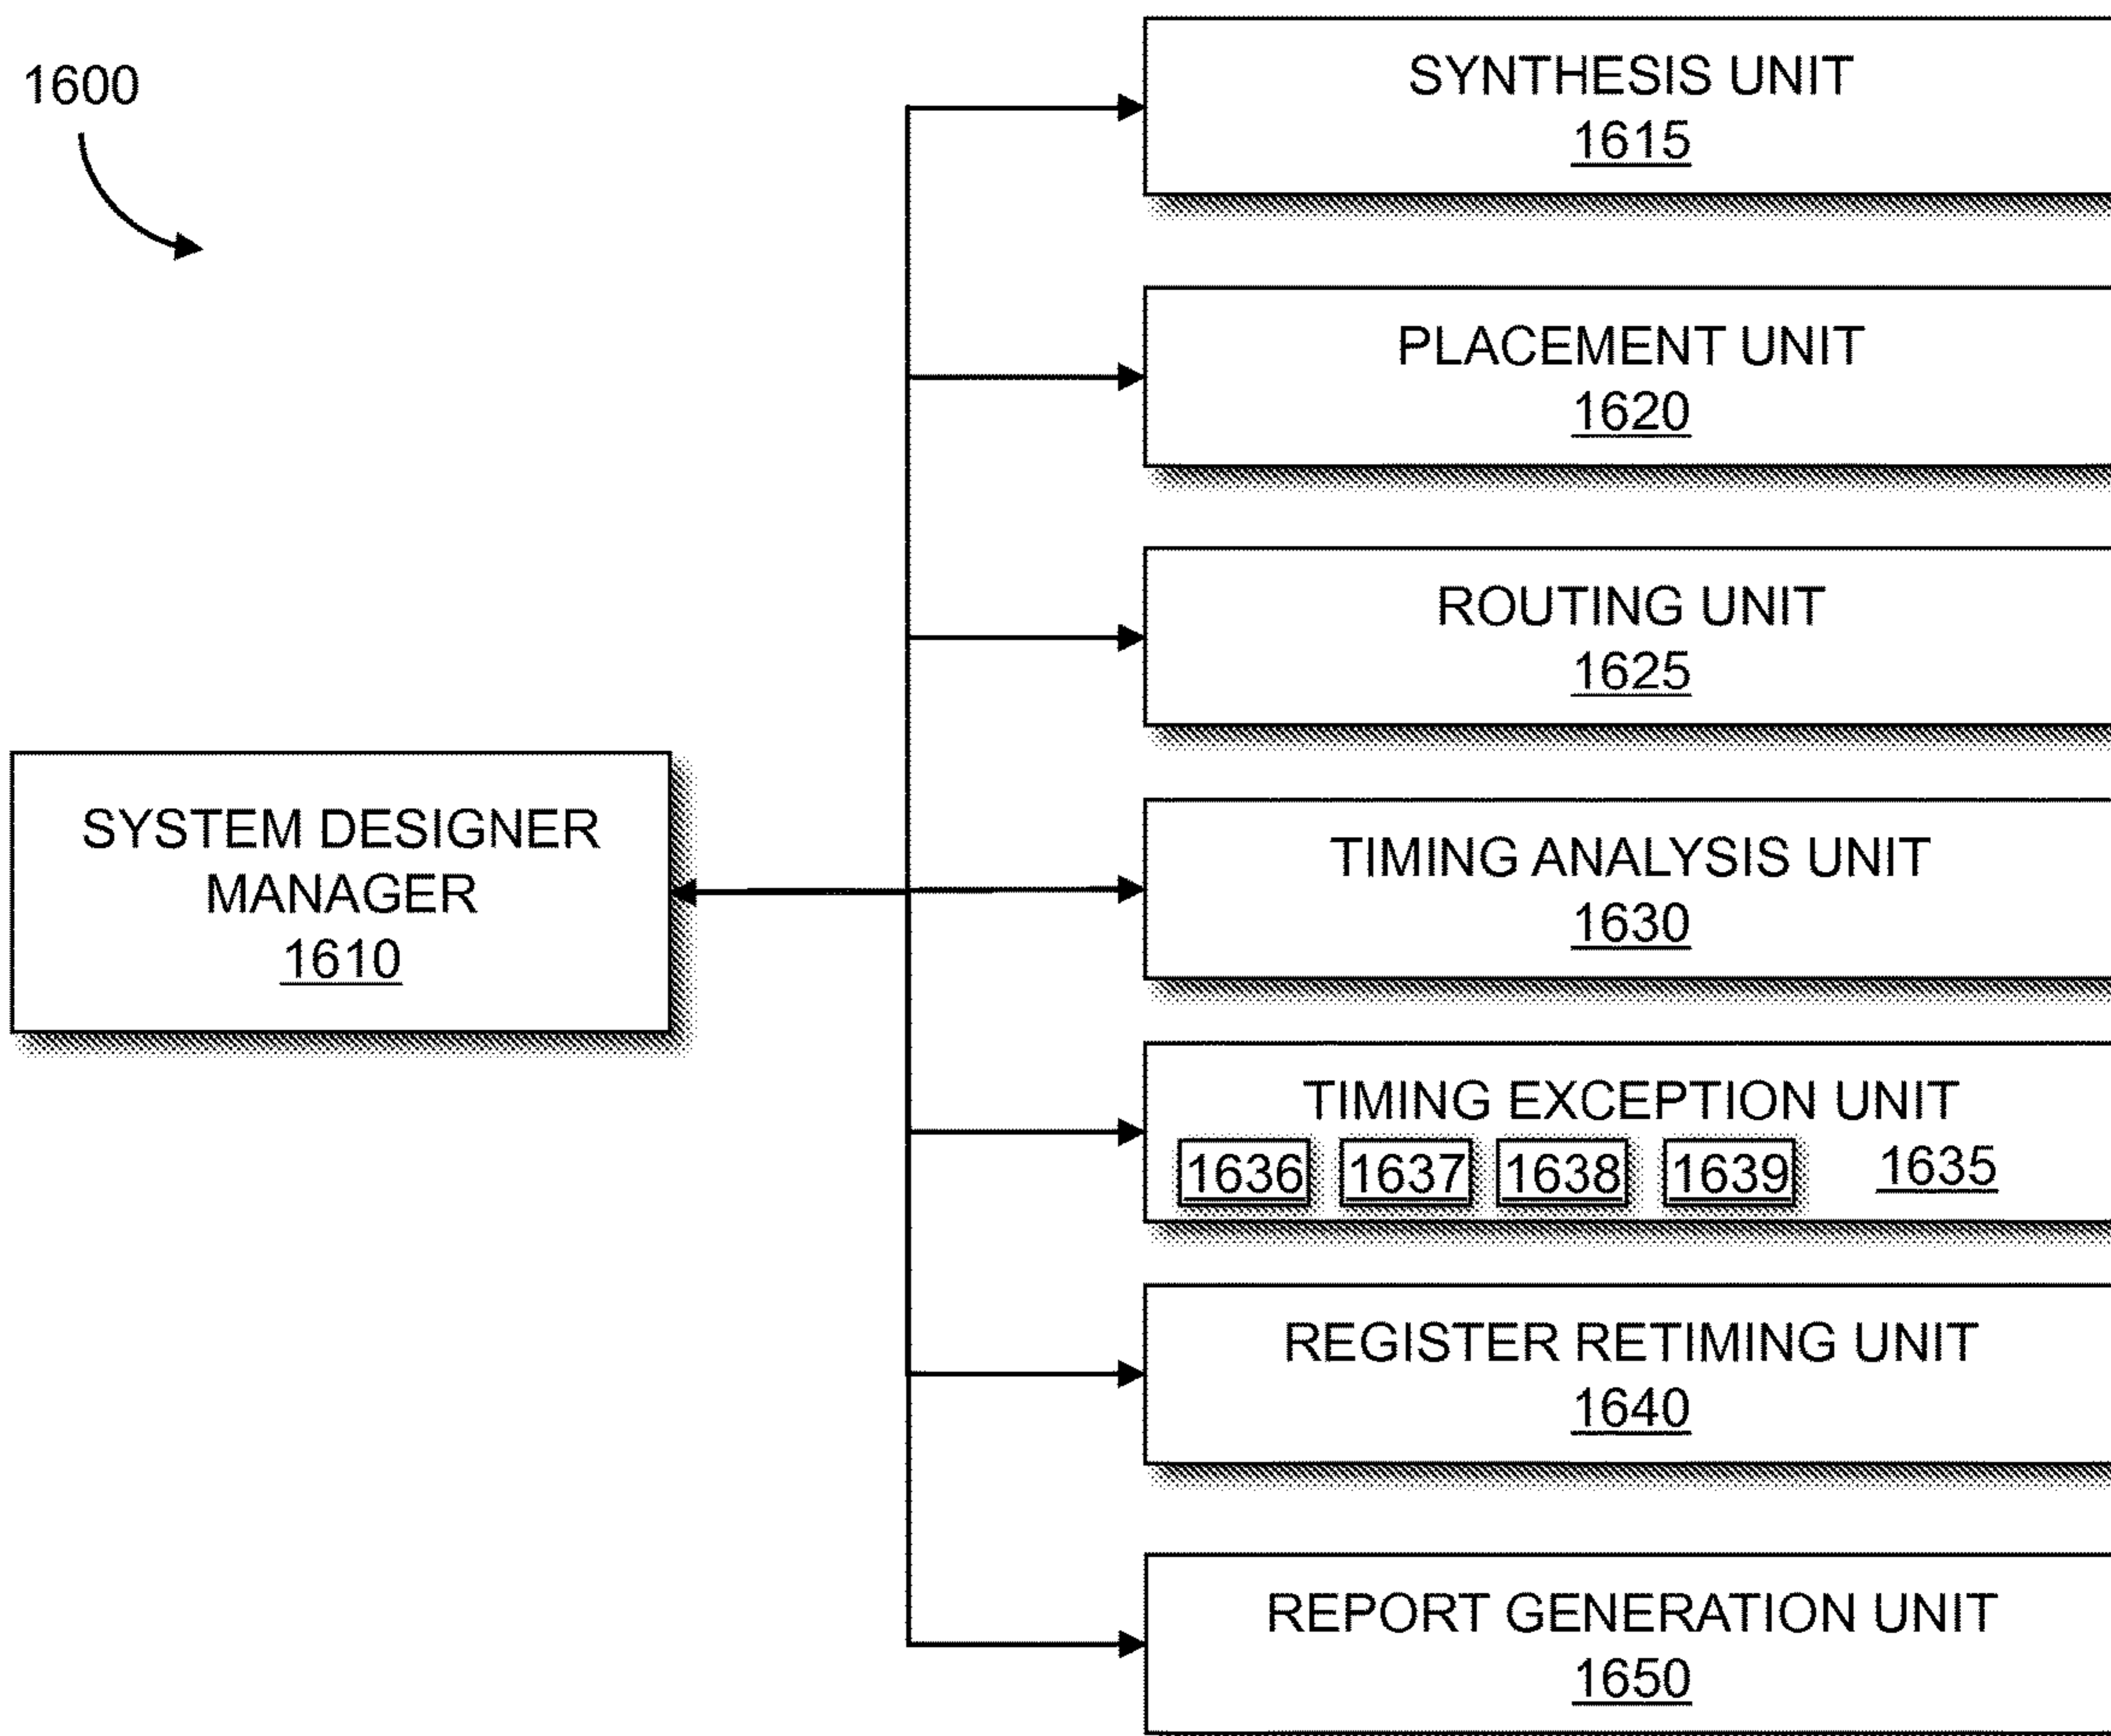 1600
SYNTHESIS UNIT
1615
PLACEMENT UNIT
1620
ROUTING UNIT
1625
SYSTEM DESIGNER
MANAGER
1610
TIMING ANALYSIS UNIT
1630
TIMING EXCEPTION UNIT
1636 1637 1638 1639 1635
REGISTER RETIMING UNIT
1640
REPORT GENERATION UNIT
1650